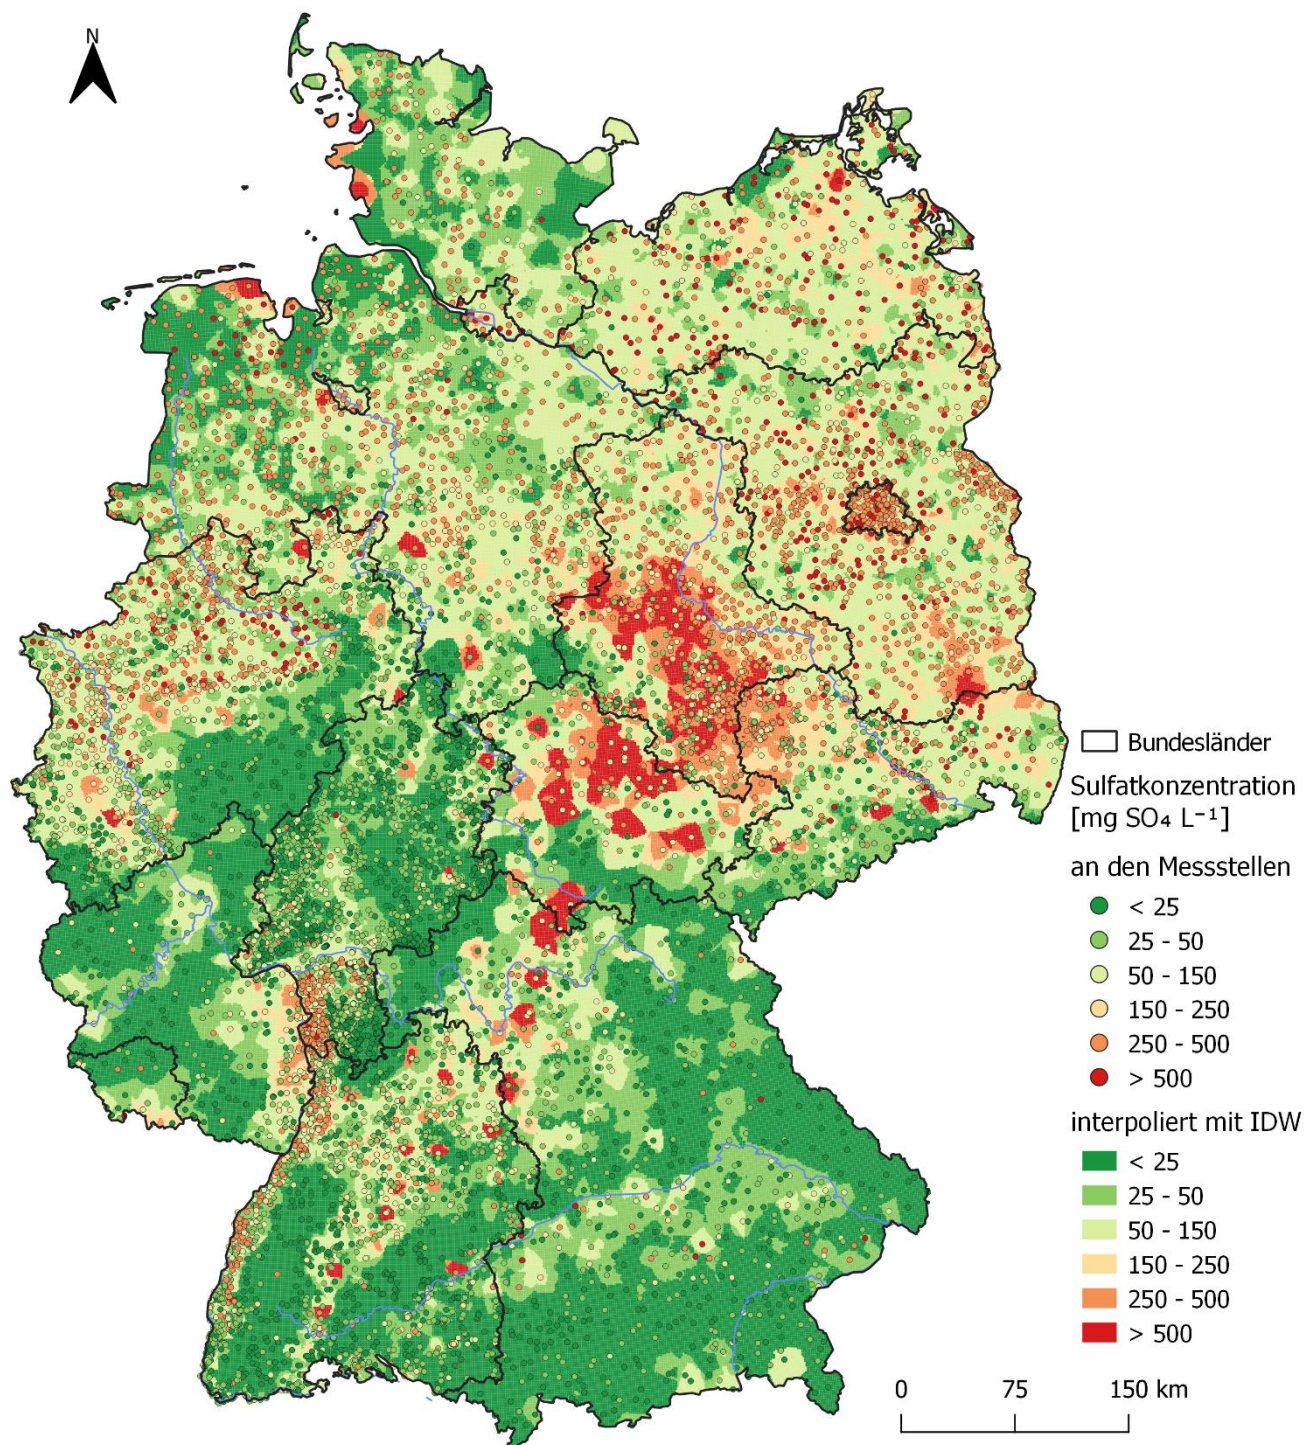 N
Bundesländer
Sulfatkonzentration
[mg SO₄ L⁻¹]
an den Messstellen
< 25
25 - 50
50 - 150
150 - 250
250 - 500
> 500
interpoliert mit IDW
< 25
25 - 50
50 - 150
150 - 250
250 - 500
> 500
0 75 150 km